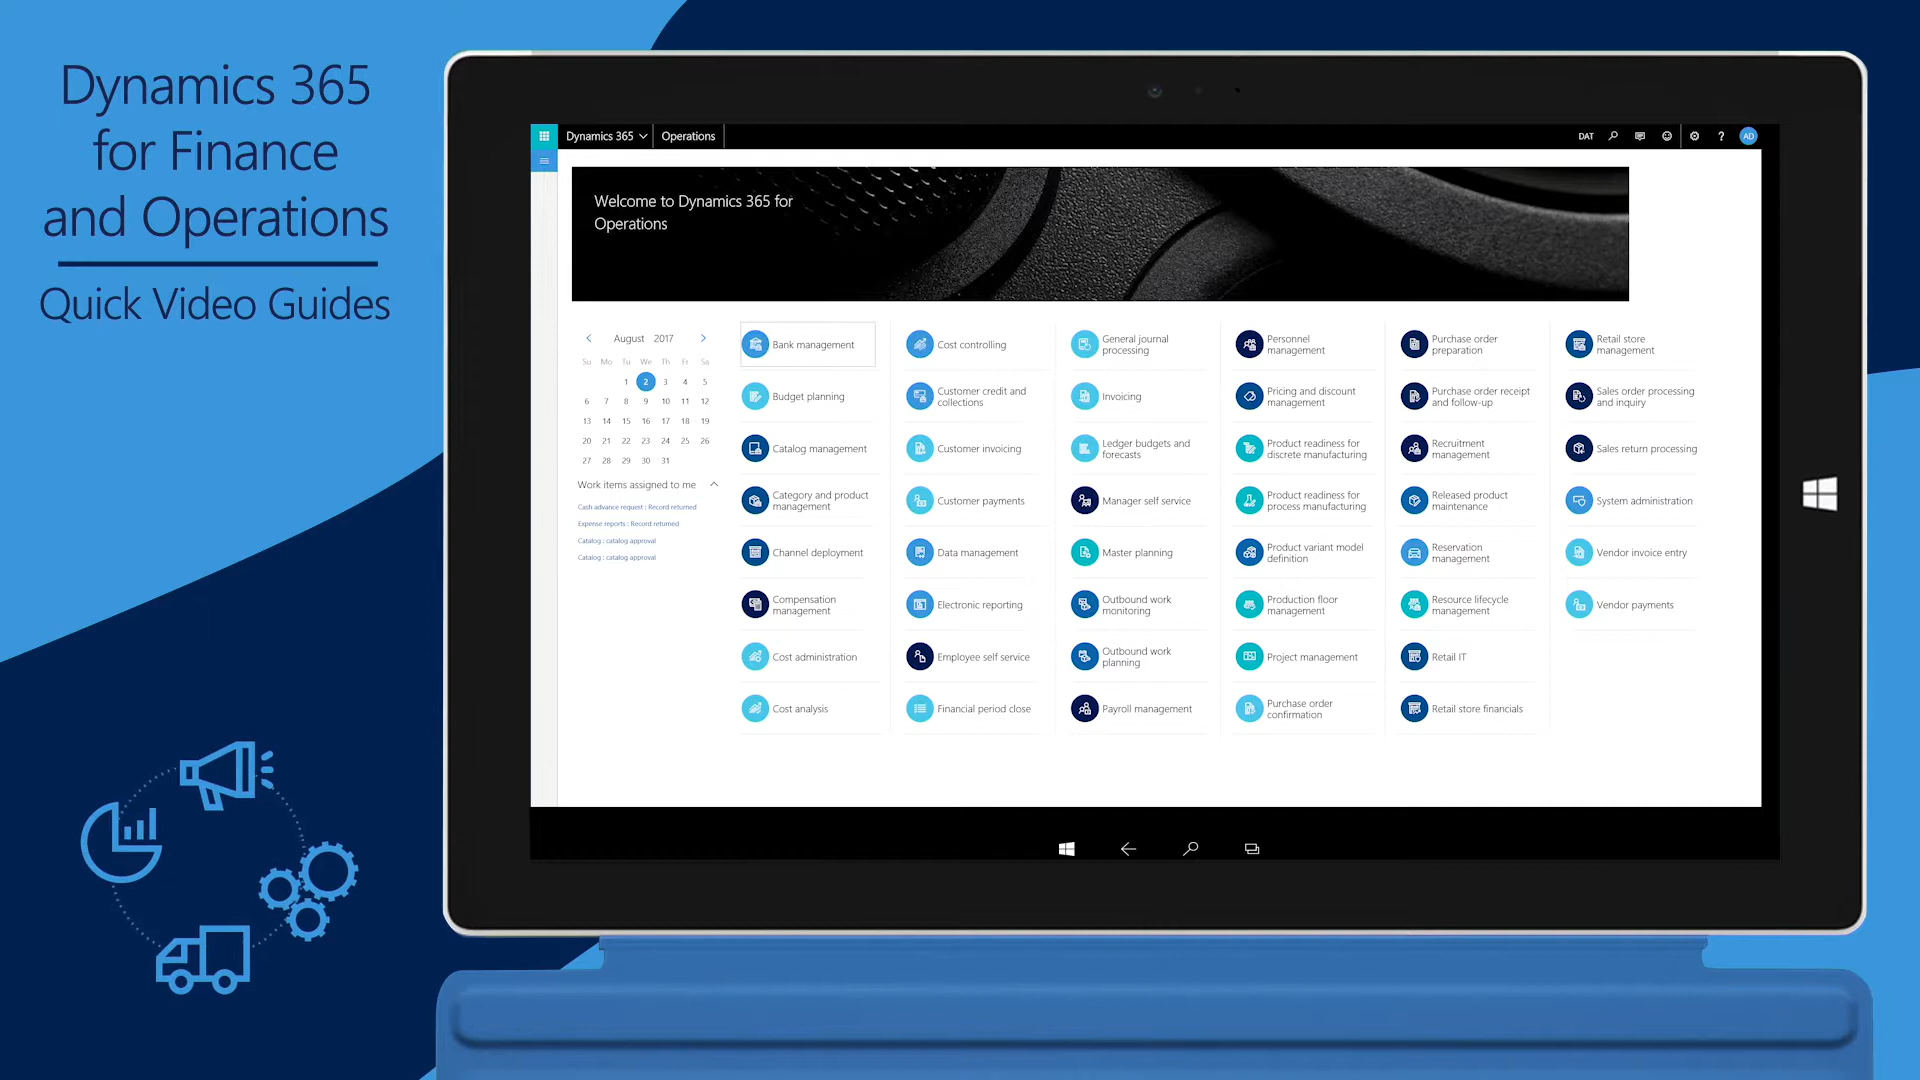 Dynamics 365
for Finance
and Operations
Quick Video Guides
Dynamics 365
Operations
DAT
?
AD
Welcome to Dynamics 365 for
Operations
August 2017
Su Mo Tu We Th Fr Sa
1 2 3 4 5
6 7 8 9 10 11 12
13 14 15 16 17 18 19
20 21 22 23 24 25 26
27 28 29 30 31
Work items assigned to me
Cash advance request : Record returned
Expense reports : Record returned
Catalog : catalog approval
Catalog : catalog approval
Bank management
Budget planning
Catalog management
Category and product
management
Channel deployment
Compensation
management
Cost administration
Cost analysis
Cost controlling
Customer credit and
collections
Customer invoicing
Customer payments
Data management
Electronic reporting
Employee self service
Financial period close
General journal
processing
Invoicing
Ledger budgets and
forecasts
Manager self service
Master planning
Outbound work
monitoring
Outbound work
planning
Payroll management
Personnel
management
Pricing and discount
management
Product readiness for
discrete manufacturing
Product readiness for
process manufacturing
Product variant model
definition
Production floor
management
Project management
Purchase order
confirmation
Purchase order
preparation
Purchase order receipt
and follow-up
Recruitment
management
Released product
maintenance
Reservation
management
Resource lifecycle
management
Retail IT
Retail store financials
Retail store
management
Sales order processing
and inquiry
Sales return processing
System administration
Vendor invoice entry
Vendor payments